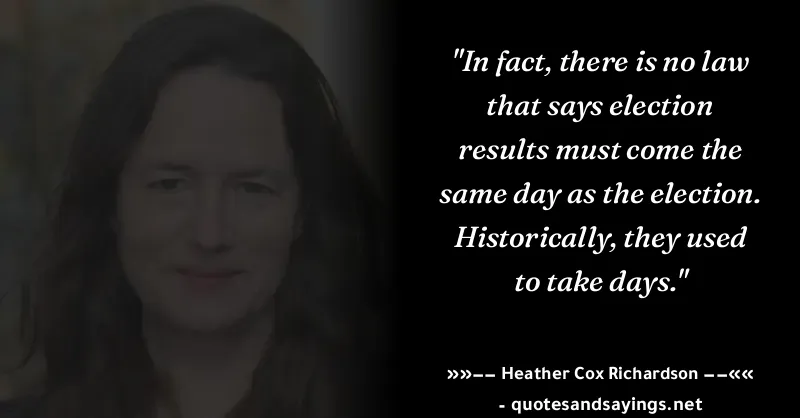 "In fact, there is no law
that says election
results must come the
same day as the election.
Historically, they used
to take days."
»»−− Heather Cox Richardson −−««
- quotesandsayings.net